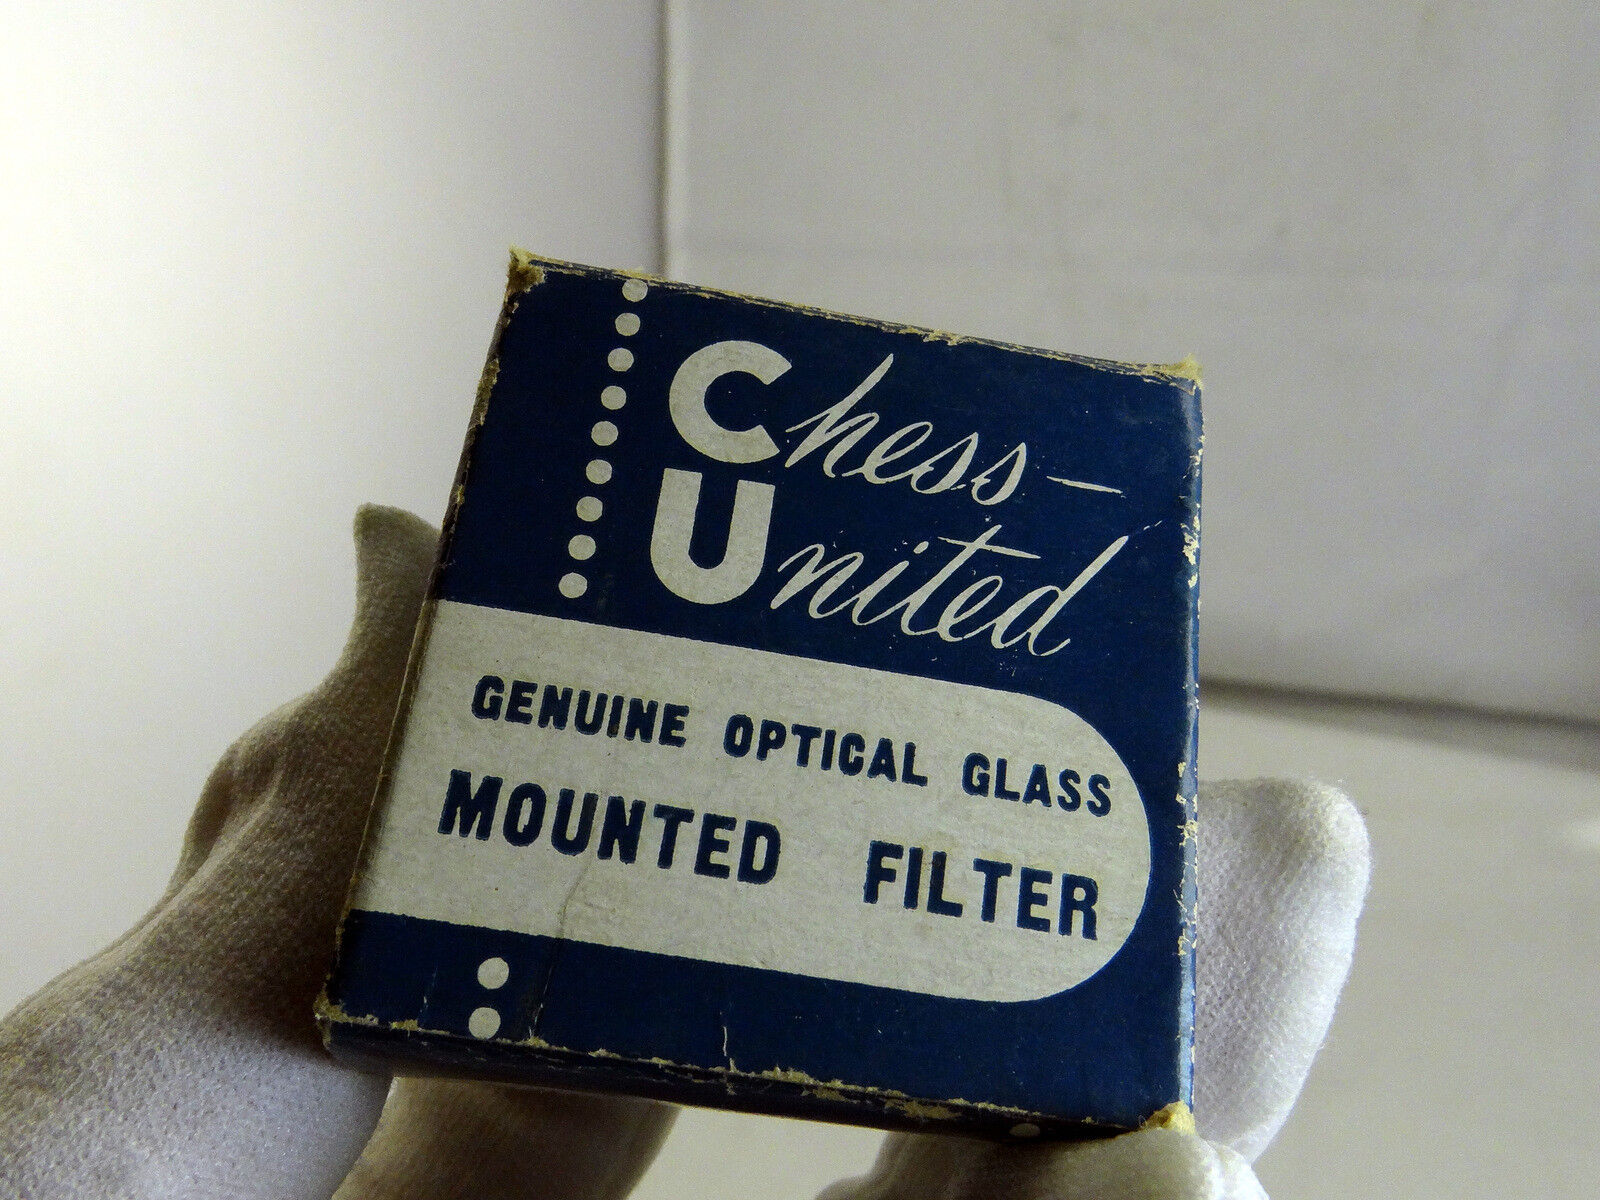 Chess-
United
GENUINE OPTICAL GLASS
MOUNTED FILTER